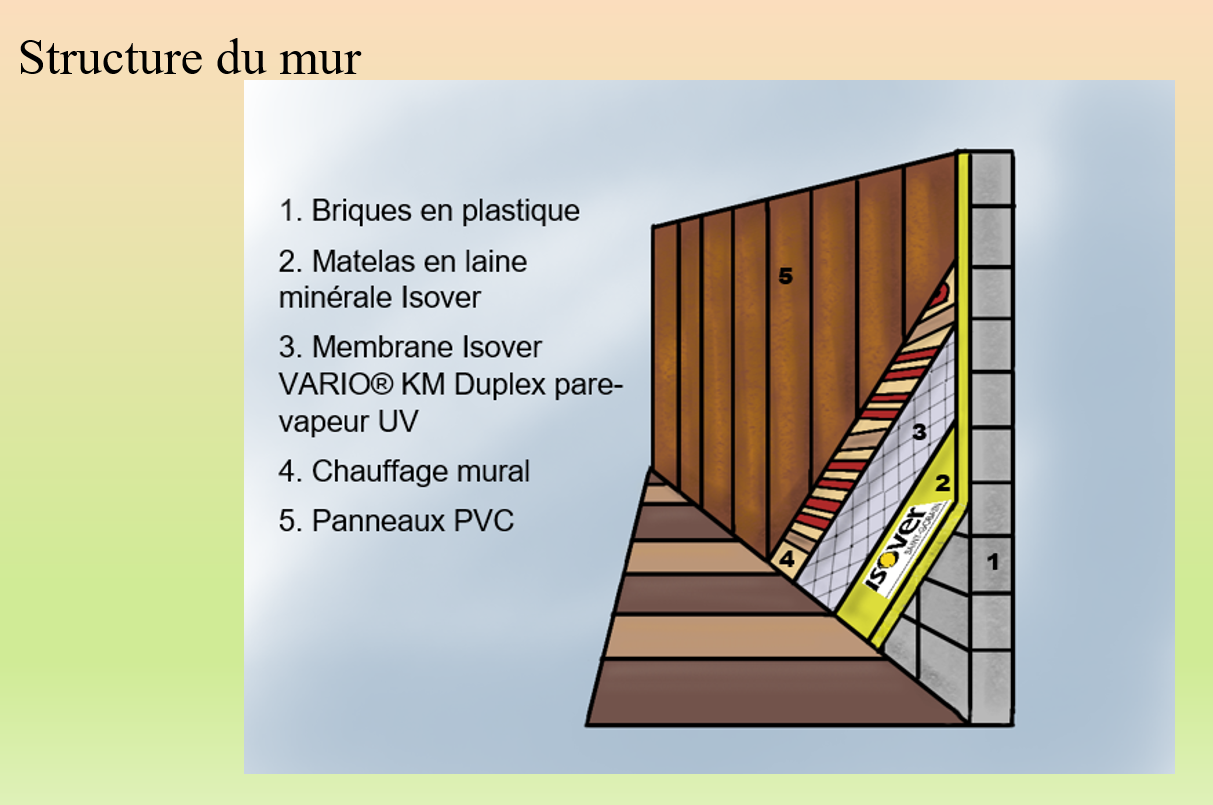 Structure du mur
1. Briques en plastique
2. Matelas en laine
minérale Isover
3. Membrane Isover
VARIO® KM Duplex pare-
vapeur UV
4. Chauffage mural
5. Panneaux PVC
5
3
2
isover
SAINT-GOBAIN
4
1